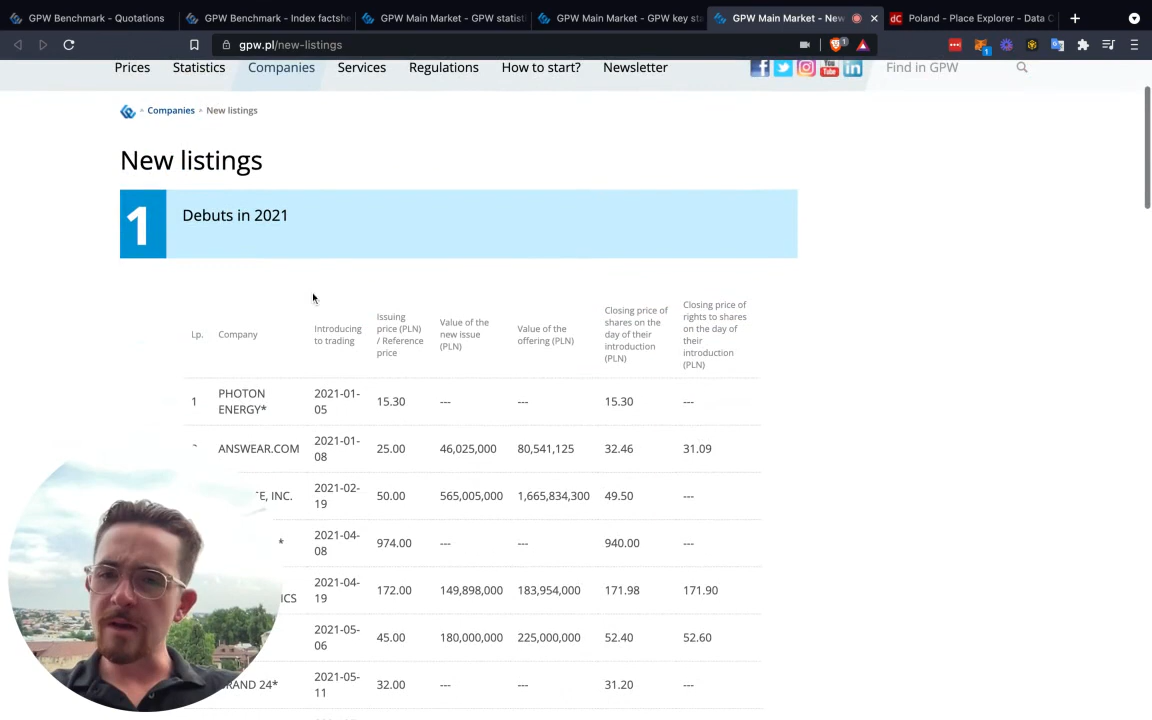 GPW Benchmark - Quotations
GPW Benchmark - Index factshe
GPW Main Market - GPW statist
GPW Main Market - GPW key sta
GPW Main Market - New
Poland - Place Explorer - Data C
gpw.pl/new-listings
Prices
Statistics
Companies
Services
Regulations
How to start?
Newsletter
Find in GPW
Companies
New listings
New listings
1
Debuts in 2021
Lp.
Company
Introducing
to trading
Issuing
price (PLN)
/ Reference
price
Value of the
new issue
(PLN)
Value of the
offering (PLN)
Closing price of
shares on the
day of their
introduction
(PLN)
Closing price of
rights to shares
on the day of
their
introduction
(PLN)
1 PHOTON ENERGY* 2021-01-05 15.30 --- --- 15.30 ---
ANSWEAR.COM 2021-01-08 25.00 46,025,000 80,541,125 32.46 31.09
INC. 2021-02-19 50.00 565,005,000 1,665,834,300 49.50 ---
* 2021-04-08 974.00 --- --- 940.00 ---
ICS 2021-04-19 172.00 149,898,000 183,954,000 171.98 171.90
2021-05-06 45.00 180,000,000 225,000,000 52.40 52.60
RAND 24* 2021-05-11 32.00 --- --- 31.20 ---